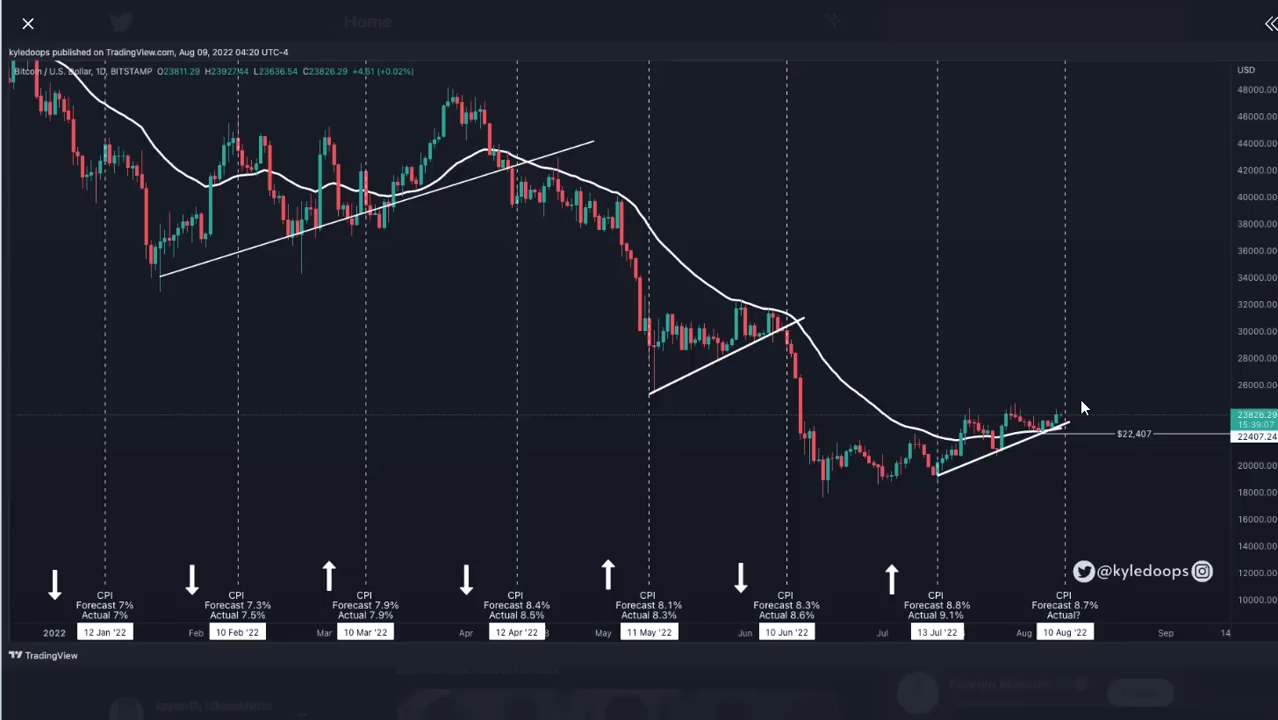 Home
kyledoops published on TradingView.com, Aug 09, 2022 04:20 UTC-4
Bitcoin / U.S. Dollar, 1D, BITSTAMP O23811.29 H23927.44 L23636.54 C23826.29 +4.61 (+0.02%)
USD
48000.00
46000.00
44000.00
42000.00
40000.00
38000.00
36000.00
34000.00
32000.00
30000.00
28000.00
26000.00
23826.29
15:39:07
$22,407
22407.24
20000.00
18000.00
16000.00
14000.00
12000.00
10000.00
@kyledoops
CPI
Forecast 7%
Actual 7%
CPI
Forecast 7.3%
Actual 7.5%
CPI
Forecast 7.9%
Actual 7.9%
CPI
Forecast 8.4%
Actual 8.5%
CPI
Forecast 8.1%
Actual 8.3%
CPI
Forecast 8.3%
Actual 8.6%
CPI
Forecast 8.8%
Actual 9.1%
CPI
Forecast 8.7%
Actual?
2022 12 Jan '22 Feb 10 Feb '22 Mar 10 Mar '22 Apr 12 Apr '22 May 11 May '22 Jun 10 Jun '22 Jul 13 Jul '22 Aug 10 Aug '22 Sep 14
TradingView